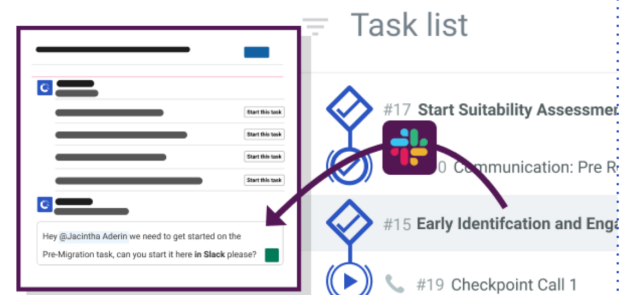 Task list
#17 Start Suitability Assessmen
0 Communication: Pre R
#15 Early Identifcation and Enga
#19 Checkpoint Call 1
Start this task
Start this task
Start this task
Start this task
Hey @Jacintha Aderin we need to get started on the
Pre-Migration task, can you start it here in Slack please?